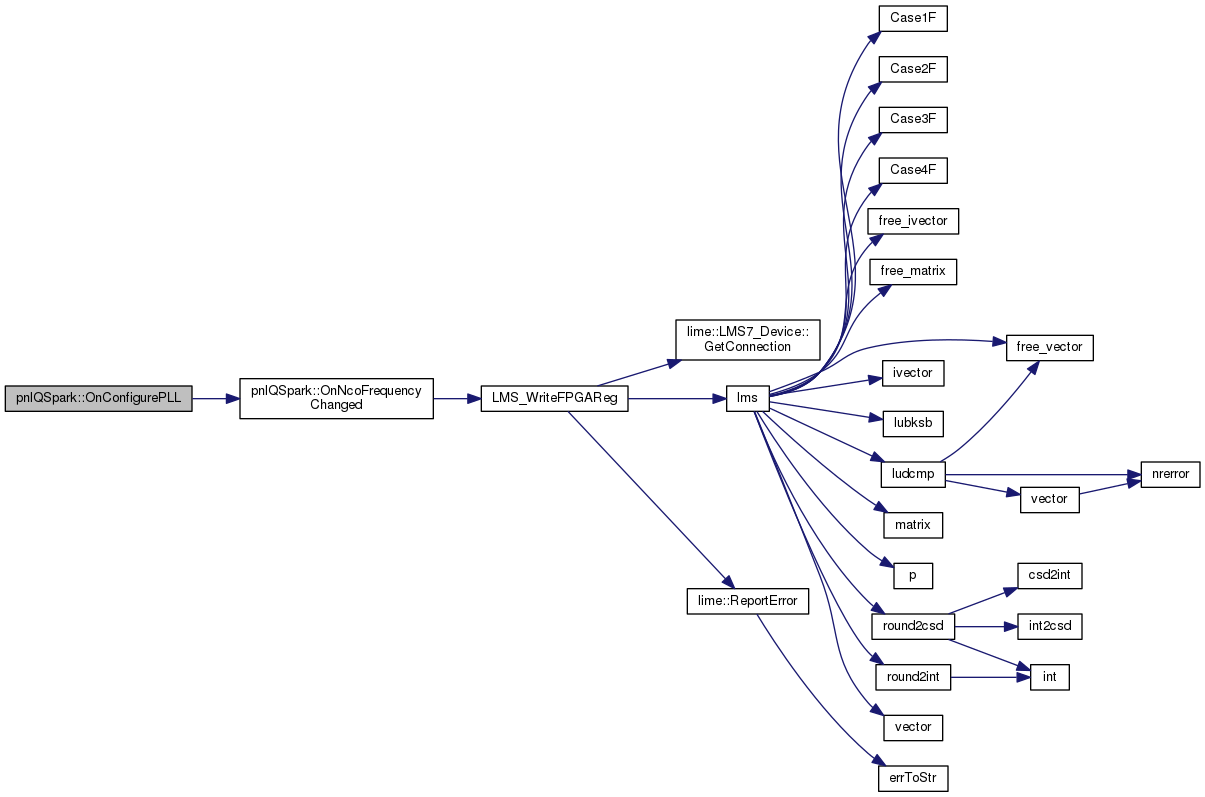 pnlQSpark::OnConfigurePLL
pnlQSpark::OnNcoFrequency
Changed
LMS_WriteFPGAReg
lime::LMS7_Device::
GetConnection
lms
lime::ReportError
Case1F
Case2F
Case3F
Case4F
free_ivector
free_matrix
free_vector
ivector
lubksb
ludcmp
nrerror
vector
matrix
p
csd2int
round2csd
int2csd
round2int
int
vector
errToStr